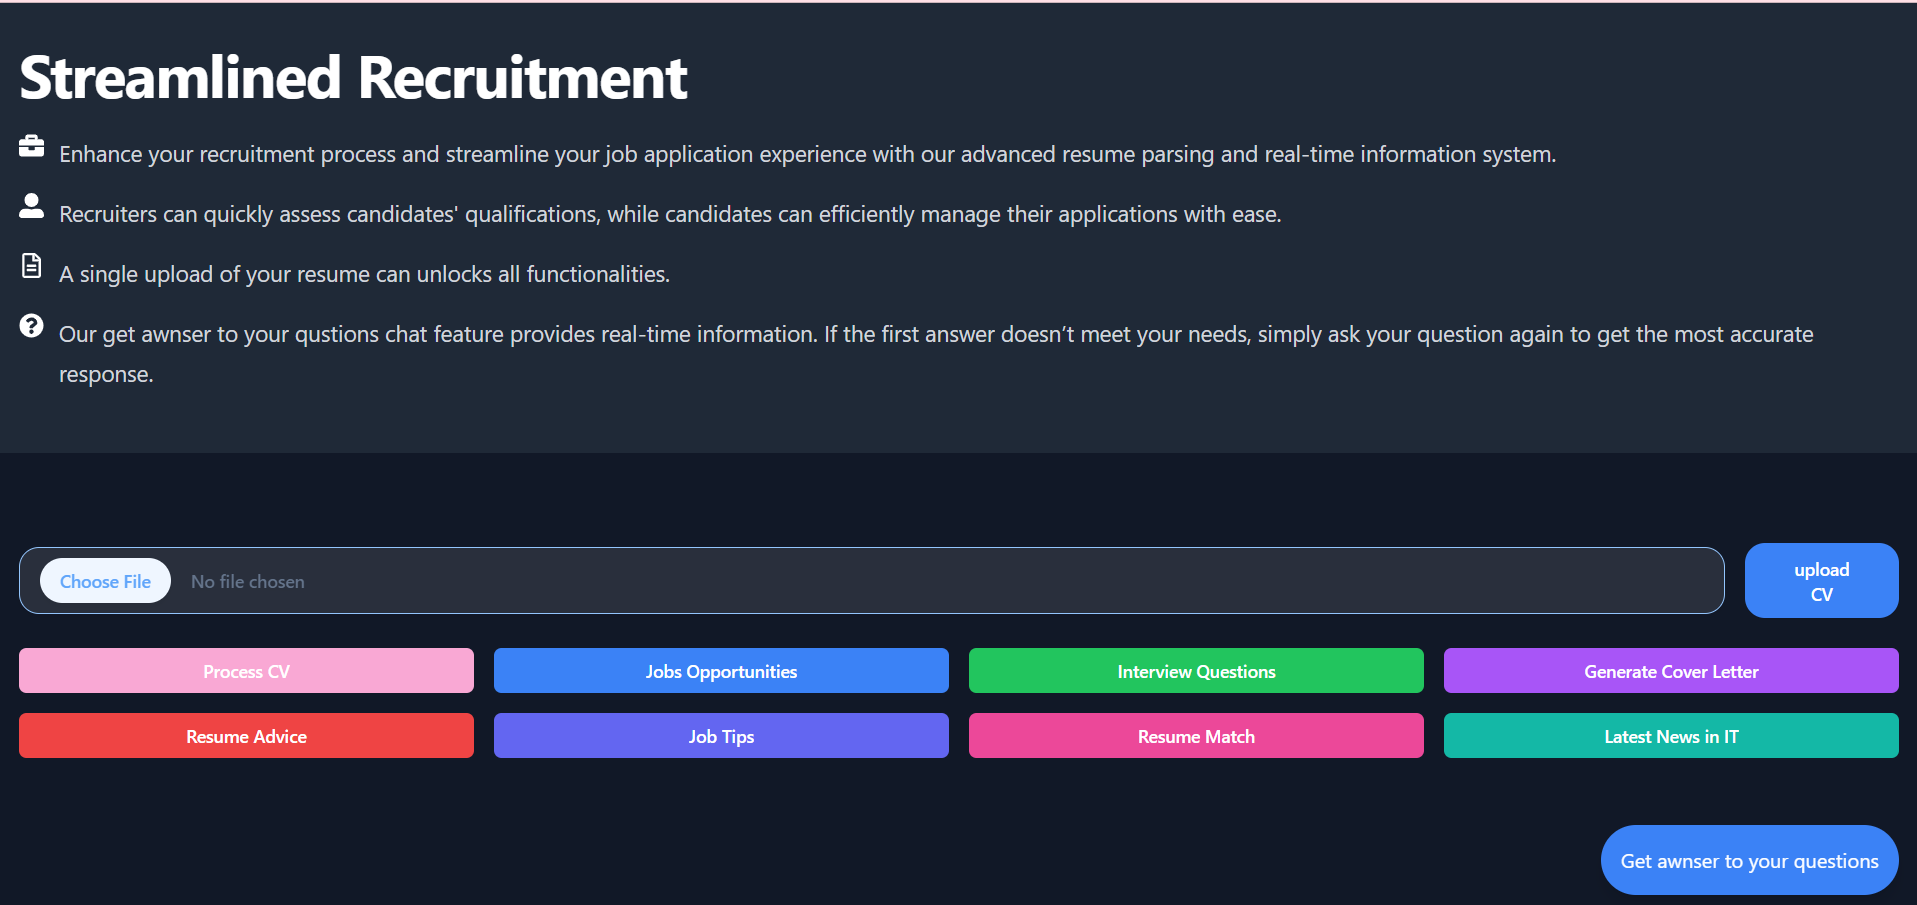 Streamlined Recruitment
Enhance your recruitment process and streamline your job application experience with our advanced resume parsing and real-time information system.
Recruiters can quickly assess candidates' qualifications, while candidates can efficiently manage their applications with ease.
A single upload of your resume can unlocks all functionalities.
Our get awnser to your qustions chat feature provides real-time information. If the first answer doesn’t meet your needs, simply ask your question again to get the most accurate
response.
Choose File No file chosen
upload
CV
Process CV
Jobs Opportunities
Interview Questions
Generate Cover Letter
Resume Advice
Job Tips
Resume Match
Latest News in IT
Get awnser to your questions